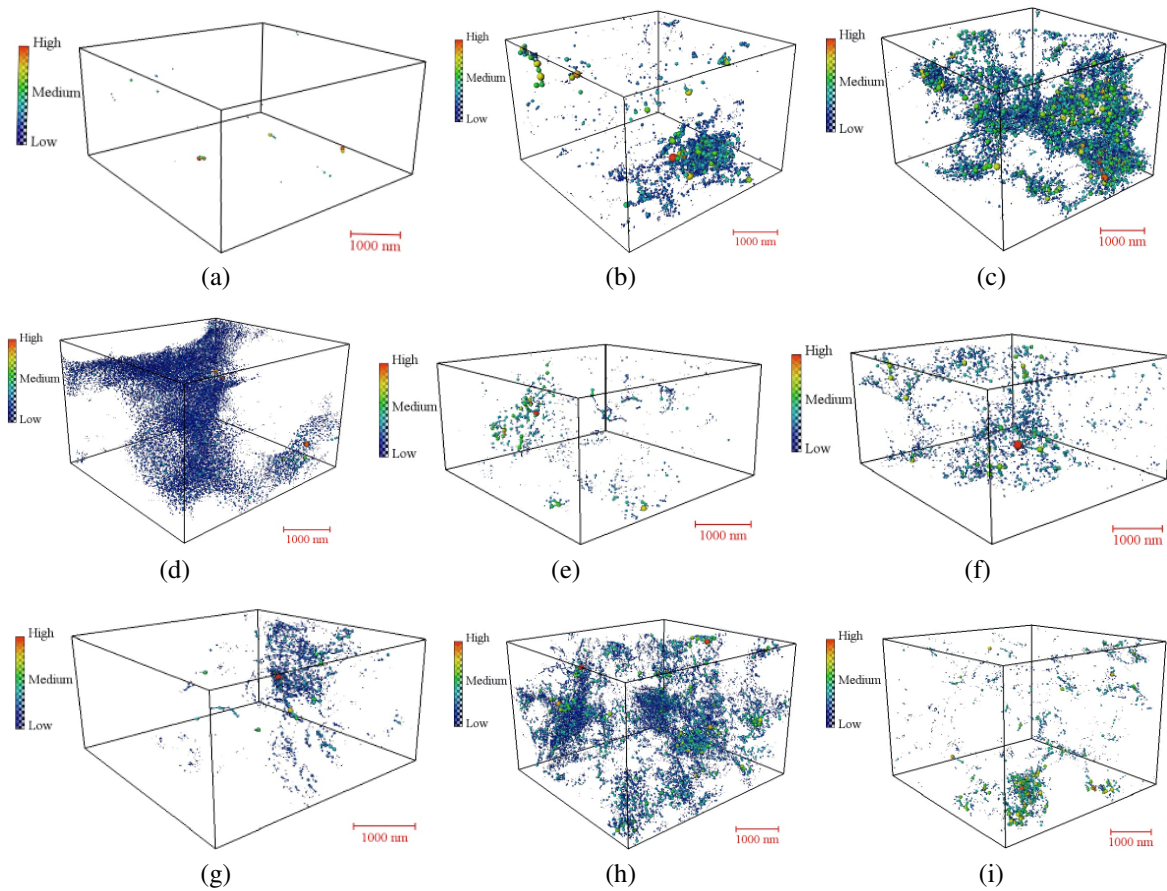 High
Medium
Low
1000 nm
(a)
High
Medium
Low
1000 nm
(b)
High
Medium
Low
1000 nm
(c)
High
Medium
Low
1000 nm
(d)
High
Medium
Low
1000 nm
(e)
High
Medium
Low
1000 nm
(f)
High
Medium
Low
1000 nm
(g)
High
Medium
Low
1000 nm
(h)
High
Medium
Low
1000 nm
(i)